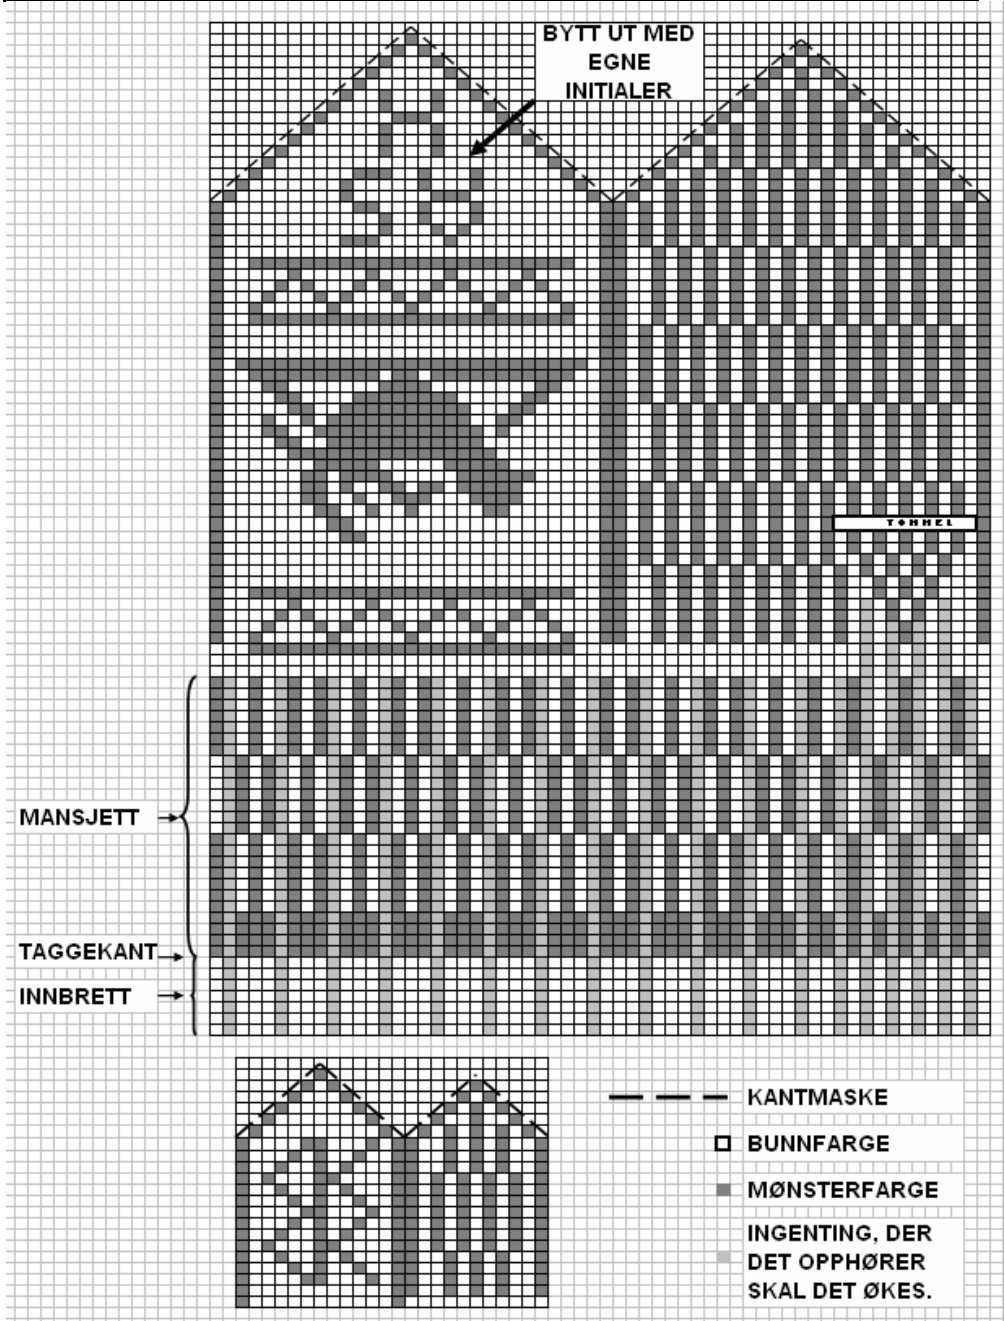 BYTT UT MED
EGNE
INITIALER
TOMMEL
MANSJETT
TAGGEKANT
INNBRETT
KANTMASKE
BUNNFARGE
MØNSTERFARGE
INGENTING, DER
DET OPPHØRER
SKAL DET ØKES.